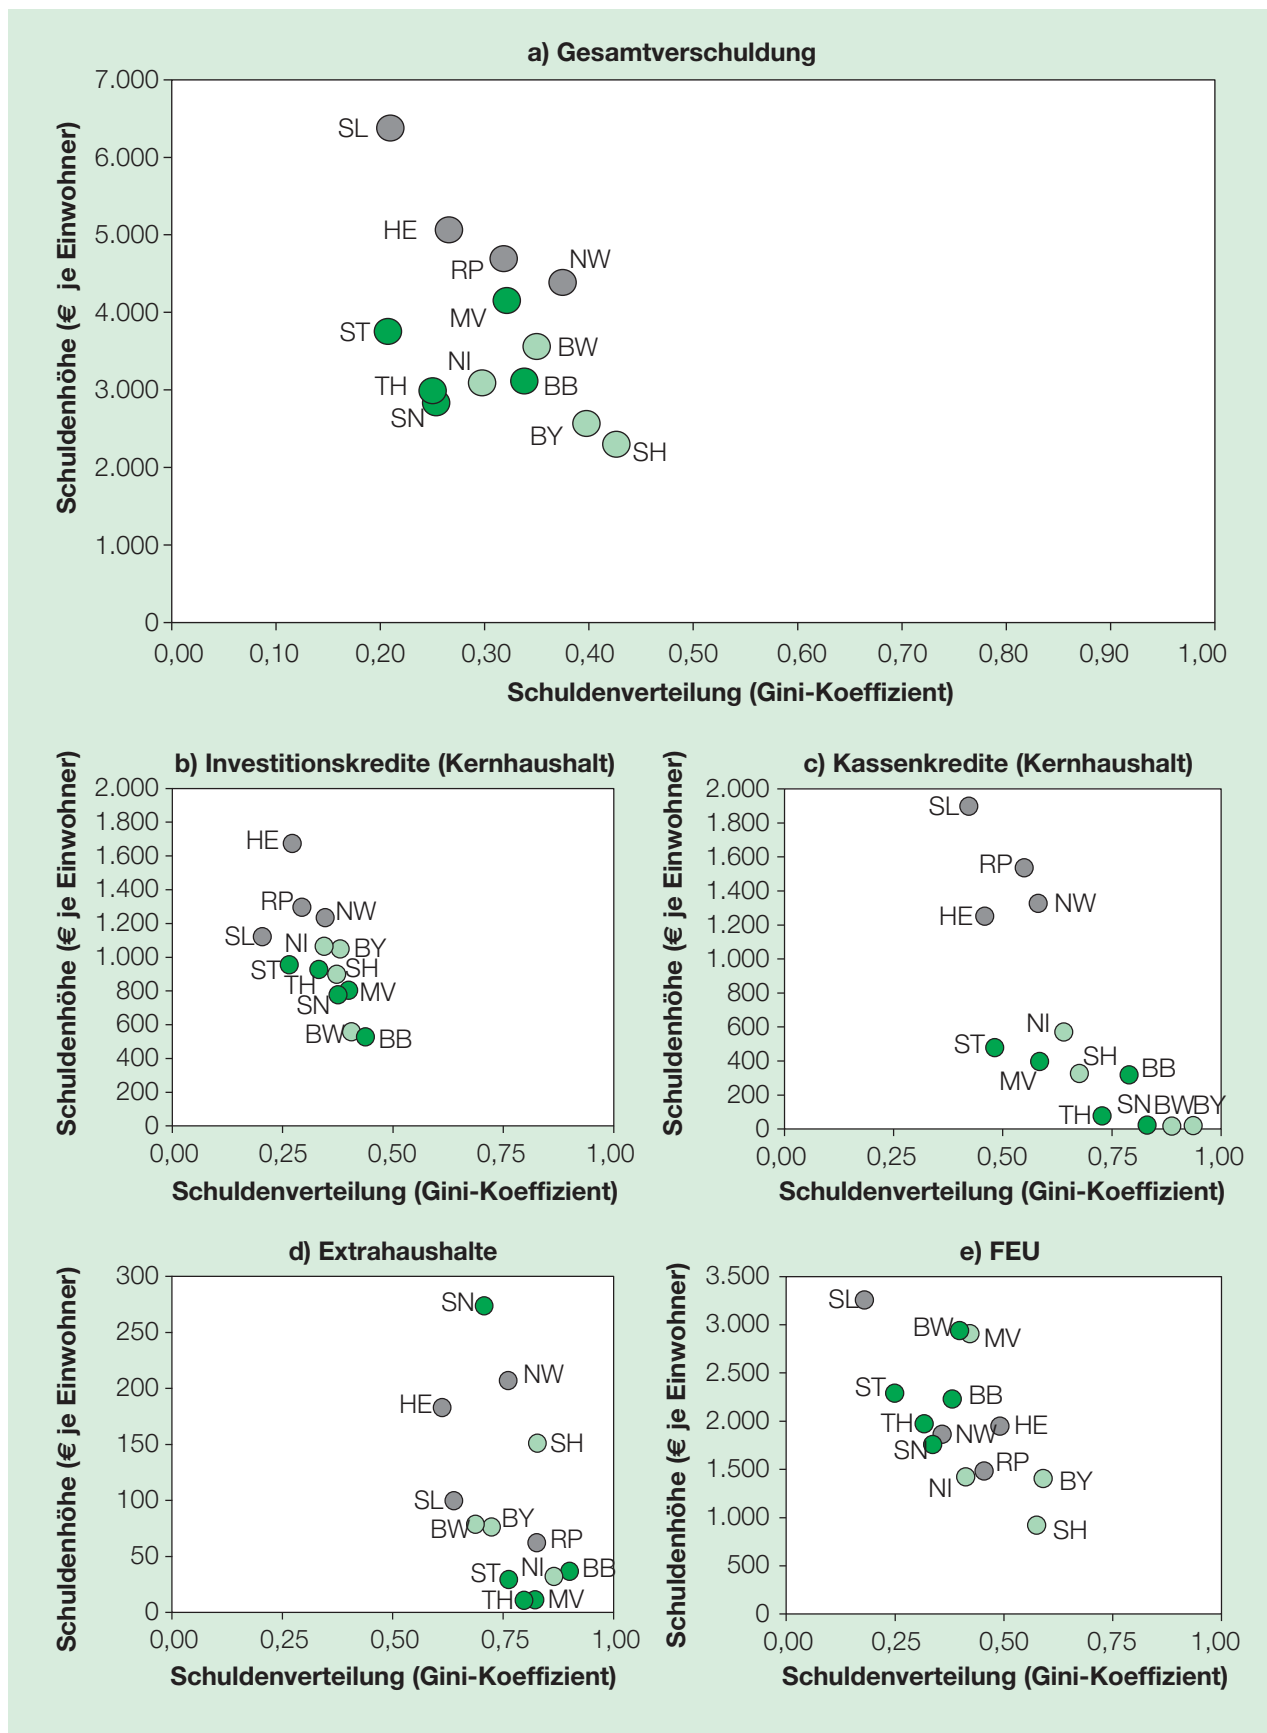 a) Gesamtverschuldung
Schuldenhöhe (€ je Einwohner)
7.000
6.000
5.000
4.000
3.000
2.000
1.000
0
SL
HE
RP
NW
MV
ST
BW
NI
TH
BB
SN
BY
SH
0,00 0,10 0,20 0,30 0,40 0,50 0,60 0,70 0,80 0,90 1,00
Schuldenverteilung (Gini-Koeffizient)
b) Investitionskredite (Kernhaushalt)
Schuldenhöhe (€ je Einwohner)
2.000
1.800
1.600
1.400
1.200
1.000
800
600
400
200
0
HE
RP
NW
SL
NI
BY
ST
SH
TH
MV
SN
BW
BB
0,00 0,25 0,50 0,75 1,00
Schuldenverteilung (Gini-Koeffizient)
c) Kassenkredite (Kernhaushalt)
Schuldenhöhe (€ je Einwohner)
2.000
1.800
1.600
1.400
1.200
1.000
800
600
400
200
0
SL
RP
NW
HE
NI
ST
SH
MV
BB
TH
SN
BW
BY
0,00 0,25 0,50 0,75 1,00
Schuldenverteilung (Gini-Koeffizient)
d) Extrahaushalte
Schuldenhöhe (€ je Einwohner)
300
250
200
150
100
50
0
SN
NW
HE
SH
SL
BW
BY
RP
ST
NI
BB
TH
MV
0,00 0,25 0,50 0,75 1,00
Schuldenverteilung (Gini-Koeffizient)
e) FEU
Schuldenhöhe (€ je Einwohner)
3.500
3.000
2.500
2.000
1.500
1.000
500
0
SL
BW
MV
ST
BB
TH
HE
NW
SN
RP
NI
BY
SH
0,00 0,25 0,50 0,75 1,00
Schuldenverteilung (Gini-Koeffizient)